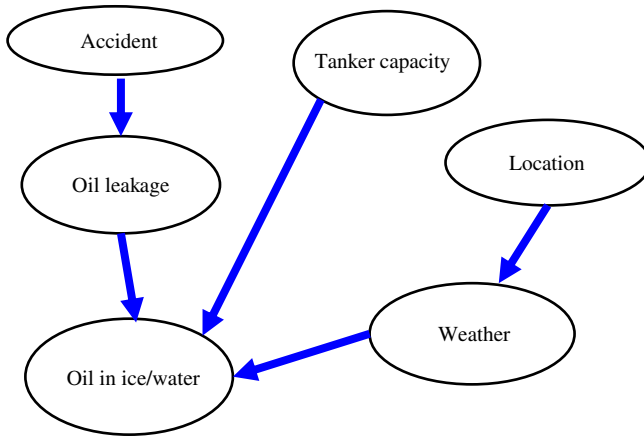 Accident
Tanker capacity
Oil leakage
Location
Weather
Oil in ice/water